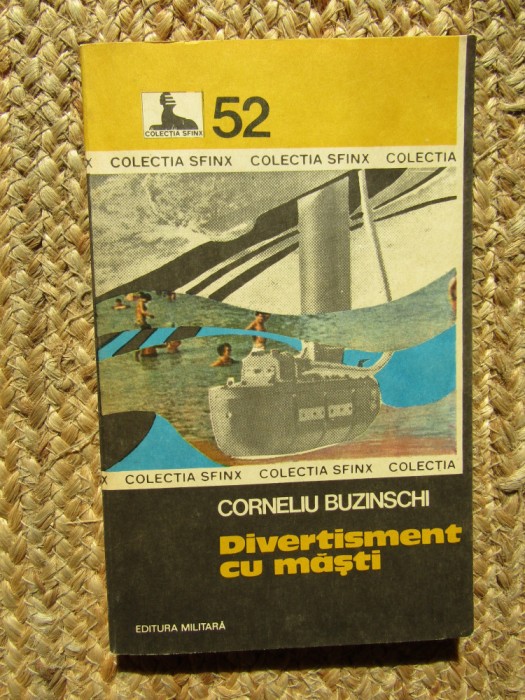 COLECTIA SFINX
52
X COLECTIA SFINX COLECTIA SFINX COLECTIA
X COLECTIA SFINX COLECTIA SFINX COLECTIA
CORNELIU BUZINSCHI
Divertisment
cu măşti
EDITURA MILITARĂ